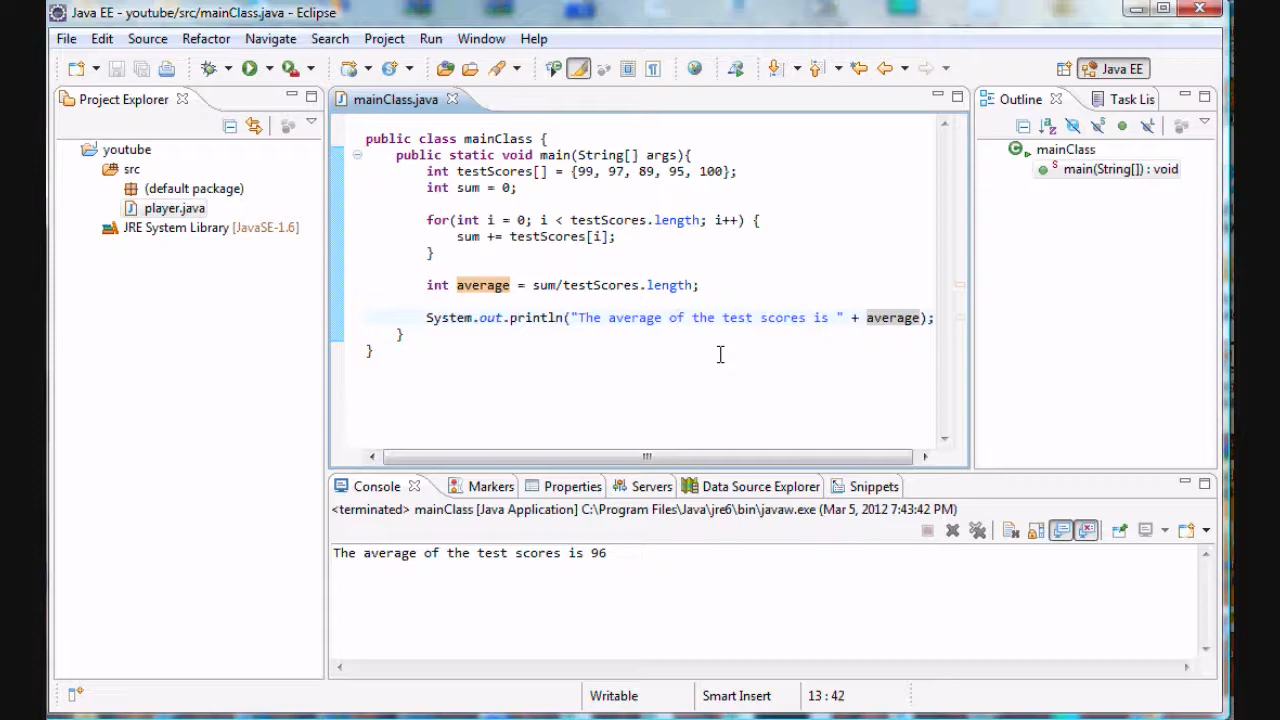 Java EE - youtube/src/mainClass.java - Eclipse
File Edit Source Refactor Navigate Search Project Run Window Help
Java EE
Project Explorer
youtube
src
(default package)
player.java
JRE System Library [JavaSE-1.6]
mainClass.java
public class mainClass {
public static void main(String[] args){
int testScores[] = {99, 97, 89, 95, 100};
int sum = 0;
for(int i = 0; i < testScores.length; i++) {
sum += testScores[i];
}
int average = sum/testScores.length;
System.out.println("The average of the test scores is " + average);
}
}
Outline Task Lis
mainClass
main(String[]) : void
Console Markers Properties Servers Data Source Explorer Snippets
<terminated> mainClass [Java Application] C:\Program Files\Java\jre6\bin\javaw.exe (Mar 5, 2012 7:43:42 PM)
The average of the test scores is 96
Writable Smart Insert 13 : 42